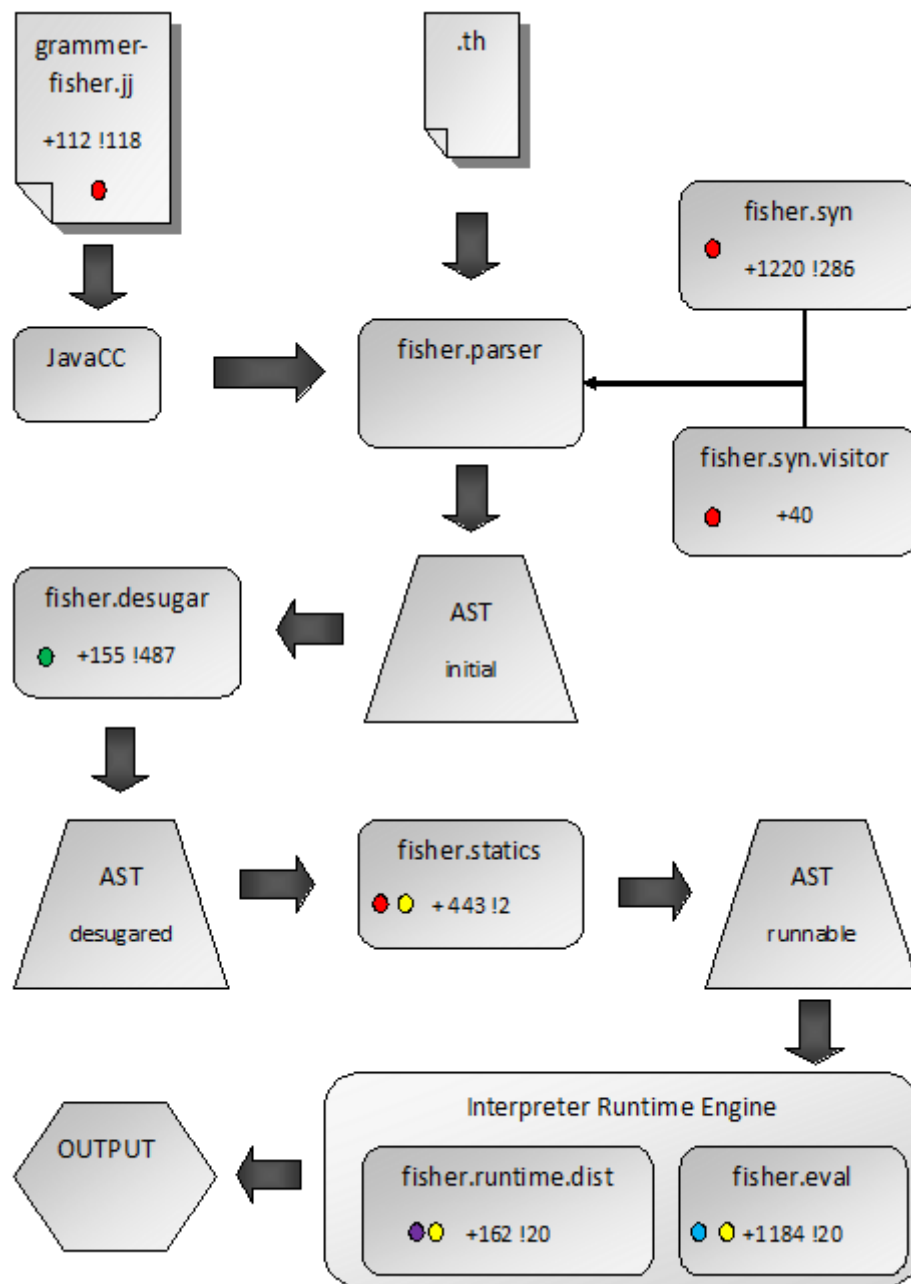 grammer-
fisher.jj
+112 !118
.th
fisher.syn
+1220 !286
JavaCC
fisher.parser
fisher.syn.visitor
+40
fisher.desugar
+155 !487
AST
initial
AST
desugared
fisher.statics
+ 443 !2
AST
runnable
Interpreter Runtime Engine
OUTPUT
fisher.runtime.dist
+162 !20
fisher.eval
+1184 !20